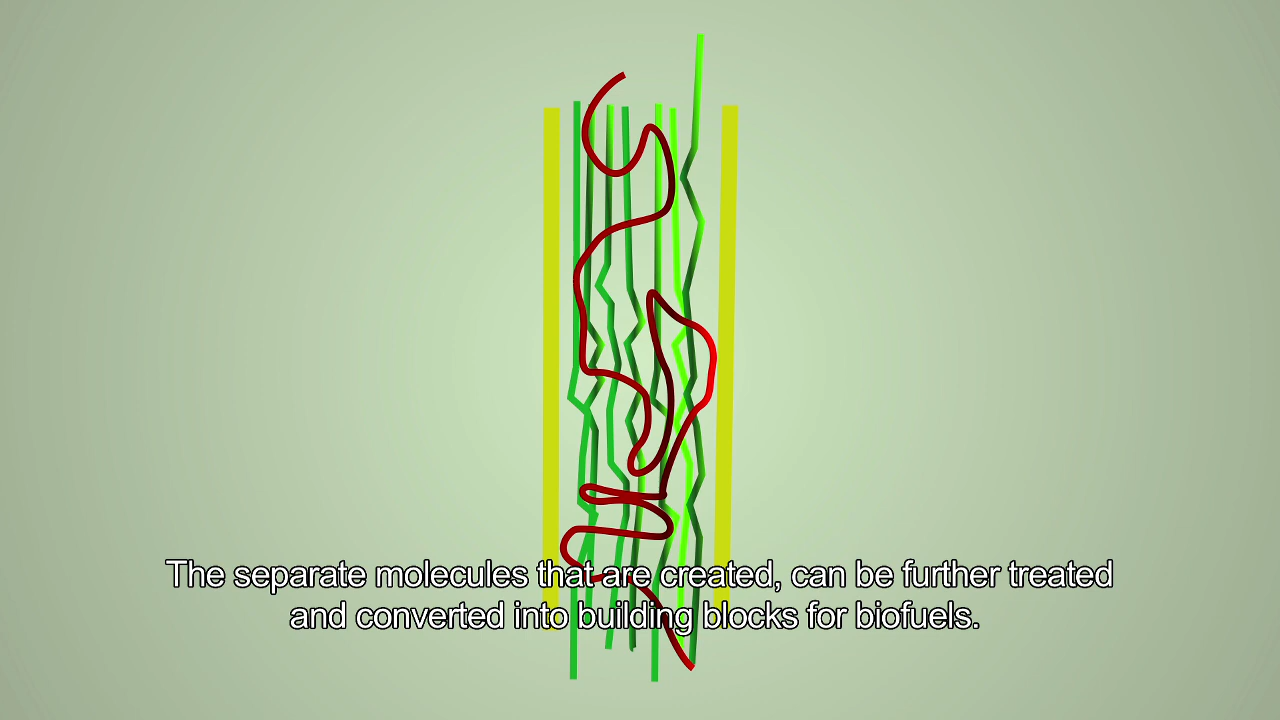 The separate molecules that are created, can be further treated
and converted into building blocks for biofuels.